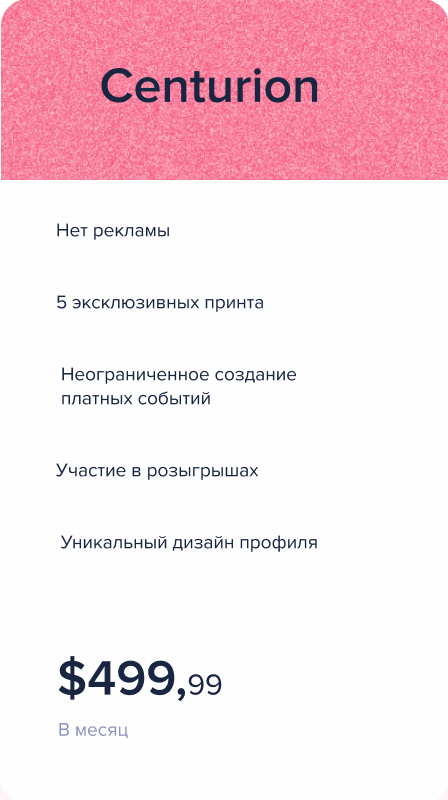 Centurion
Нет рекламы
5 эксклюзивных принта
Неограниченное создание
платных событий
Участие в розыгрышах
Уникальный дизайн профиля
$499,99
В месяц